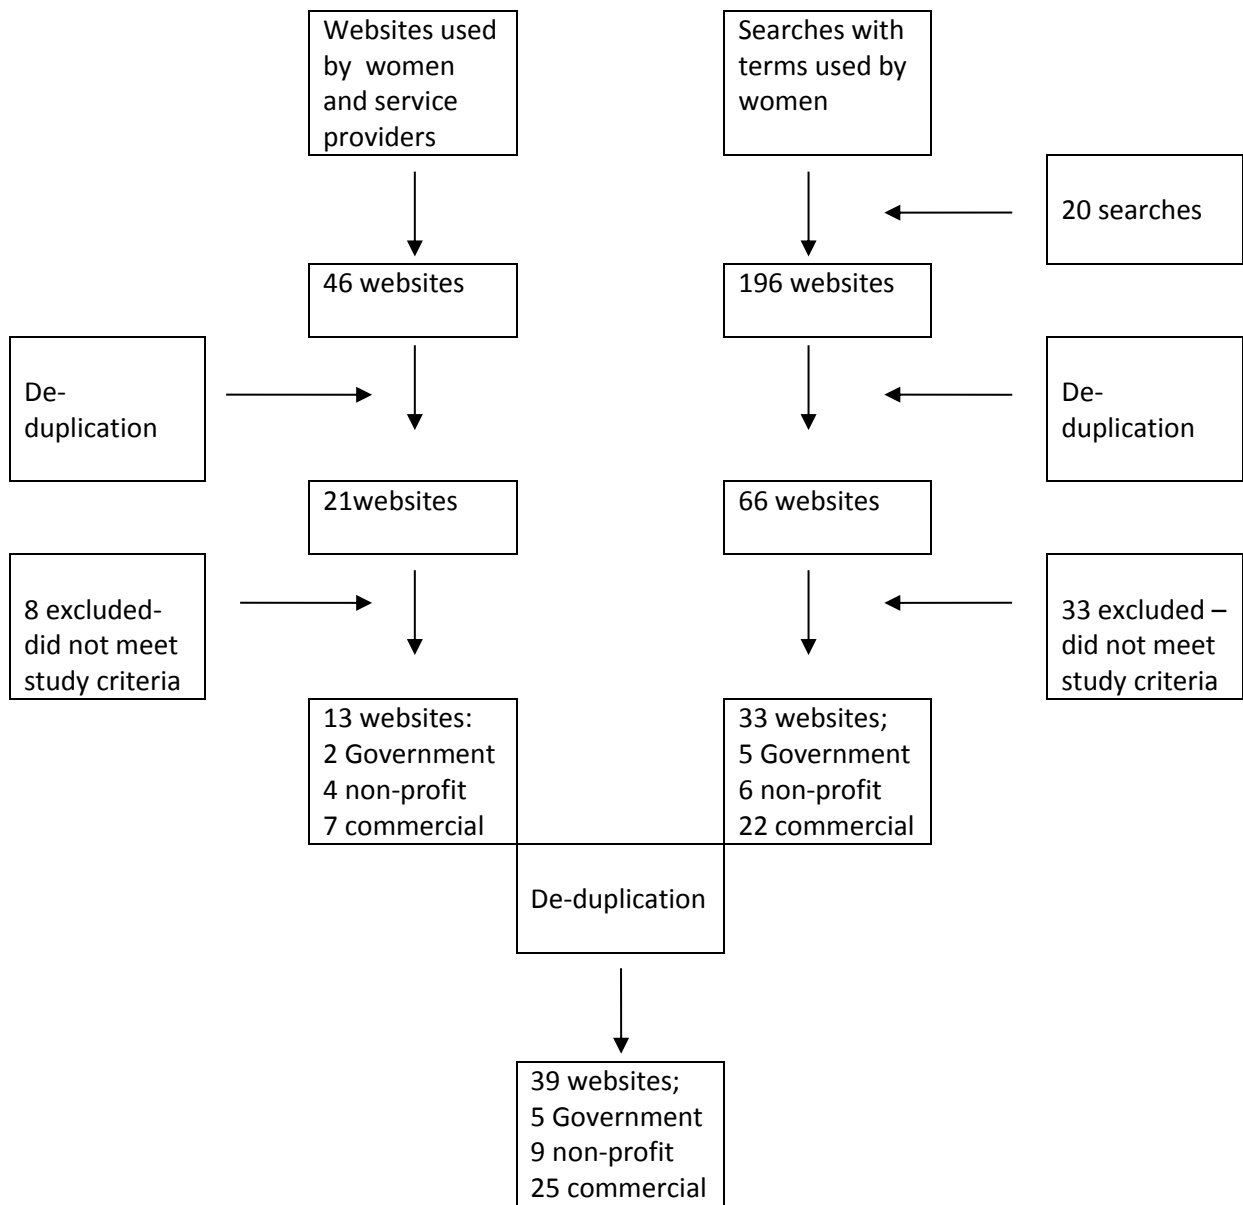 Websites used
by  women
and service
providers
Searches with
terms used by
women
20 searches
46 websites
196 websites
De-
duplication
De-
duplication
21websites
66 websites
8 excluded-
did not meet
study criteria
33 excluded –
did not meet
study criteria
13 websites:
2 Government
4 non-profit
7 commercial
33 websites;
5 Government
6 non-profit
22 commercial
De-duplication
39 websites;
5 Government
9 non-profit
25 commercial